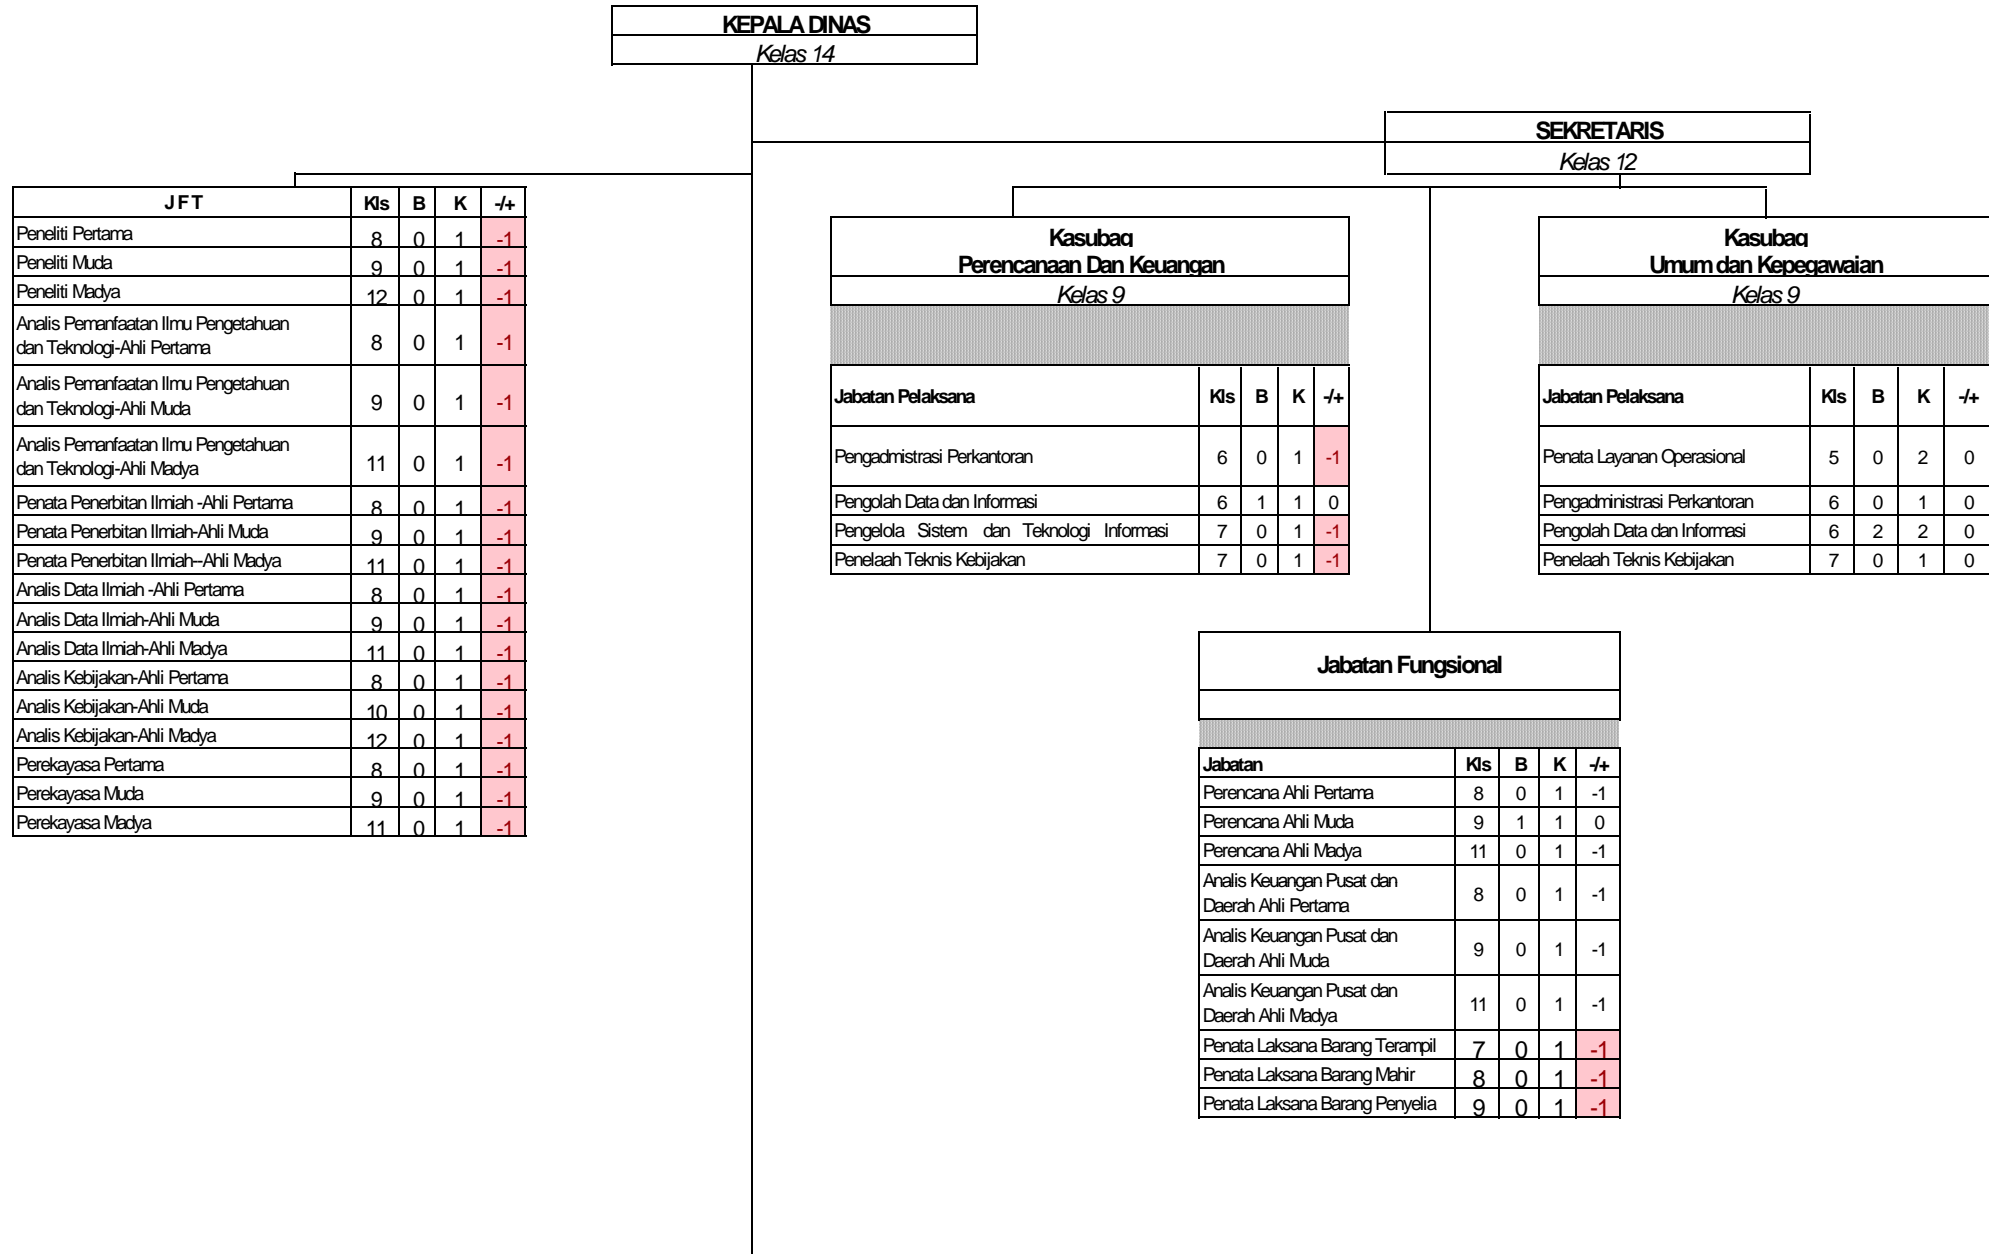 KEPALA DINAS
Kelas 14
SEKRETARIS
Kelas 12
JFT Kls B K -/+
Peneliti Pertama 8 0 1 -1
Peneliti Muda 9 0 1 -1
Peneliti Madya 12 0 1 -1
Analis Pemanfaatan Ilmu Pengetahuan
dan Teknologi-Ahli Pertama 8 0 1 -1
Analis Pemanfaatan Ilmu Pengetahuan
dan Teknologi-Ahli Muda 9 0 1 -1
Analis Pemanfaatan Ilmu Pengetahuan
dan Teknologi-Ahli Madya 11 0 1 -1
Penata Penerbitan Ilmiah -Ahli Pertama 8 0 1 -1
Penata Penerbitan Ilmiah-Ahli Muda 9 0 1 -1
Penata Penerbitan Ilmiah--Ahli Madya 11 0 1 -1
Analis Data Ilmiah -Ahli Pertama 8 0 1 -1
Analis Data Ilmiah-Ahli Muda 9 0 1 -1
Analis Data Ilmiah-Ahli Madya 11 0 1 -1
Analis Kebijakan-Ahli Pertama 8 0 1 -1
Analis Kebijakan-Ahli Muda 10 0 1 -1
Analis Kebijakan-Ahli Madya 12 0 1 -1
Perekayasa Pertama 8 0 1 -1
Perekayasa Muda 9 0 1 -1
Perekayasa Madya 11 0 1 -1
Kasubag
Perencanaan Dan Keuangan
Kelas 9
Jabatan Pelaksana Kls B K -/+
Pengadmistrasi Perkantoran 6 0 1 -1
Pengolah Data dan Informasi 6 1 1 0
Pengelola Sistem dan Teknologi Informasi 7 0 1 -1
Penelaah Teknis Kebijakan 7 0 1 -1
Kasubag
Umum dan Kepegawaian
Kelas 9
Jabatan Pelaksana Kls B K -/+
Penata Layanan Operasional 5 0 2 0
Pengadministrasi Perkantoran 6 0 1 0
Pengolah Data dan Informasi 6 2 2 0
Penelaah Teknis Kebijakan 7 0 1 0
Jabatan Fungsional
Jabatan Kls B K -/+
Perencana Ahli Pertama 8 0 1 -1
Perencana Ahli Muda 9 1 1 0
Perencana Ahli Madya 11 0 1 -1
Analis Keuangan Pusat dan
Daerah Ahli Pertama 8 0 1 -1
Analis Keuangan Pusat dan
Daerah Ahli Muda 9 0 1 -1
Analis Keuangan Pusat dan
Daerah Ahli Madya 11 0 1 -1
Penata Laksana Barang Terampil 7 0 1 -1
Penata Laksana Barang Mahir 8 0 1 -1
Penata Laksana Barang Penyelia 9 0 1 -1